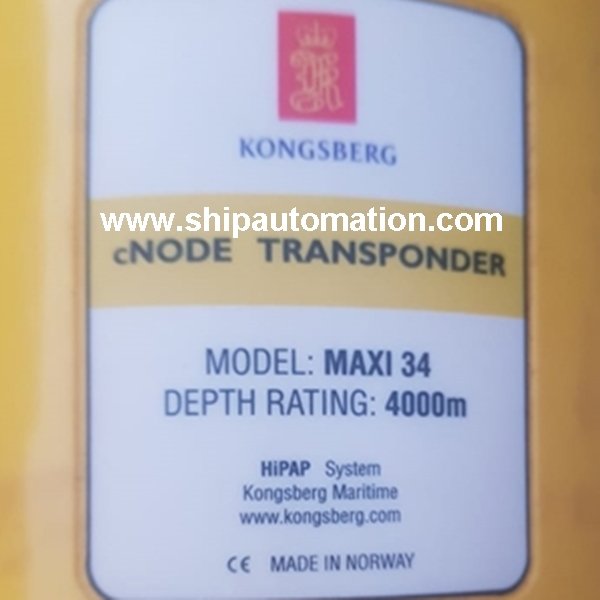 KONGSBERG
www.shipautomation.com
cNODE TRANSPONDER
MODEL: MAXI 34
DEPTH RATING: 4000m
HiPAP System
Kongsberg Maritime
www.kongsberg.com
CE MADE IN NORWAY